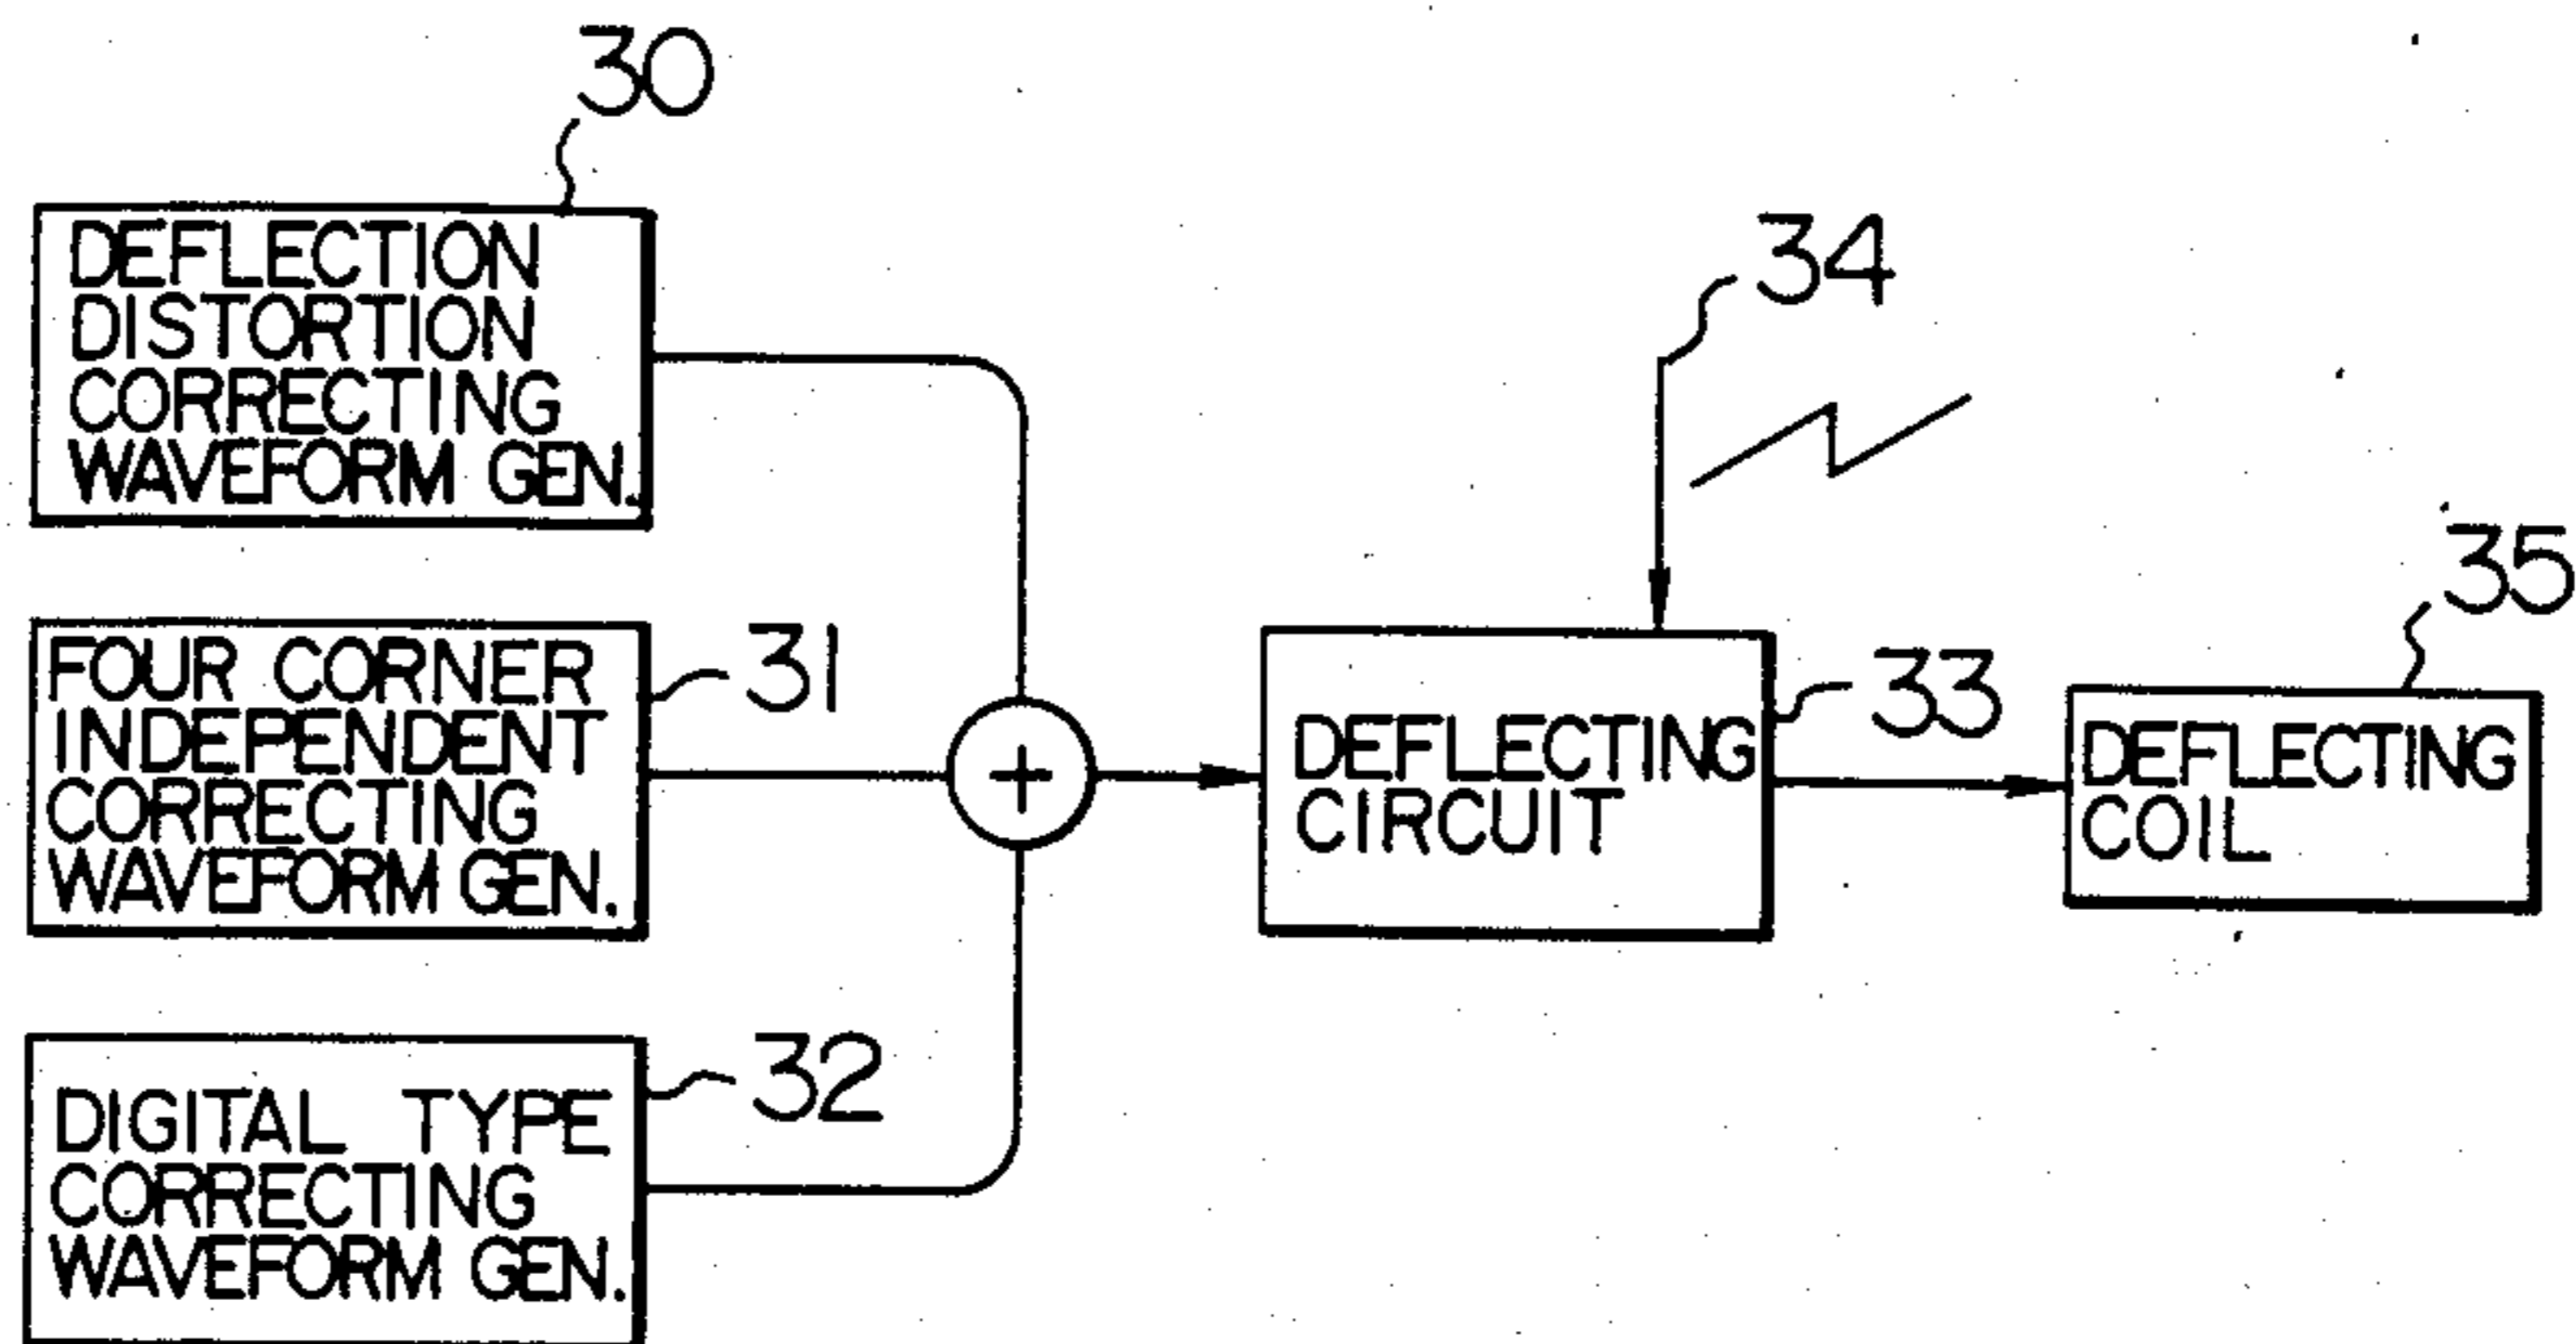 30
DEFLECTION
DISTORTION
CORRECTING
WAVEFORM GEN.
34
35
FOUR CORNER
INDEPENDENT
CORRECTING
WAVEFORM GEN.
31
+
DEFLECTING
CIRCUIT
33
DEFLECTING
COIL
DIGITAL TYPE
CORRECTING
WAVEFORM GEN.
32